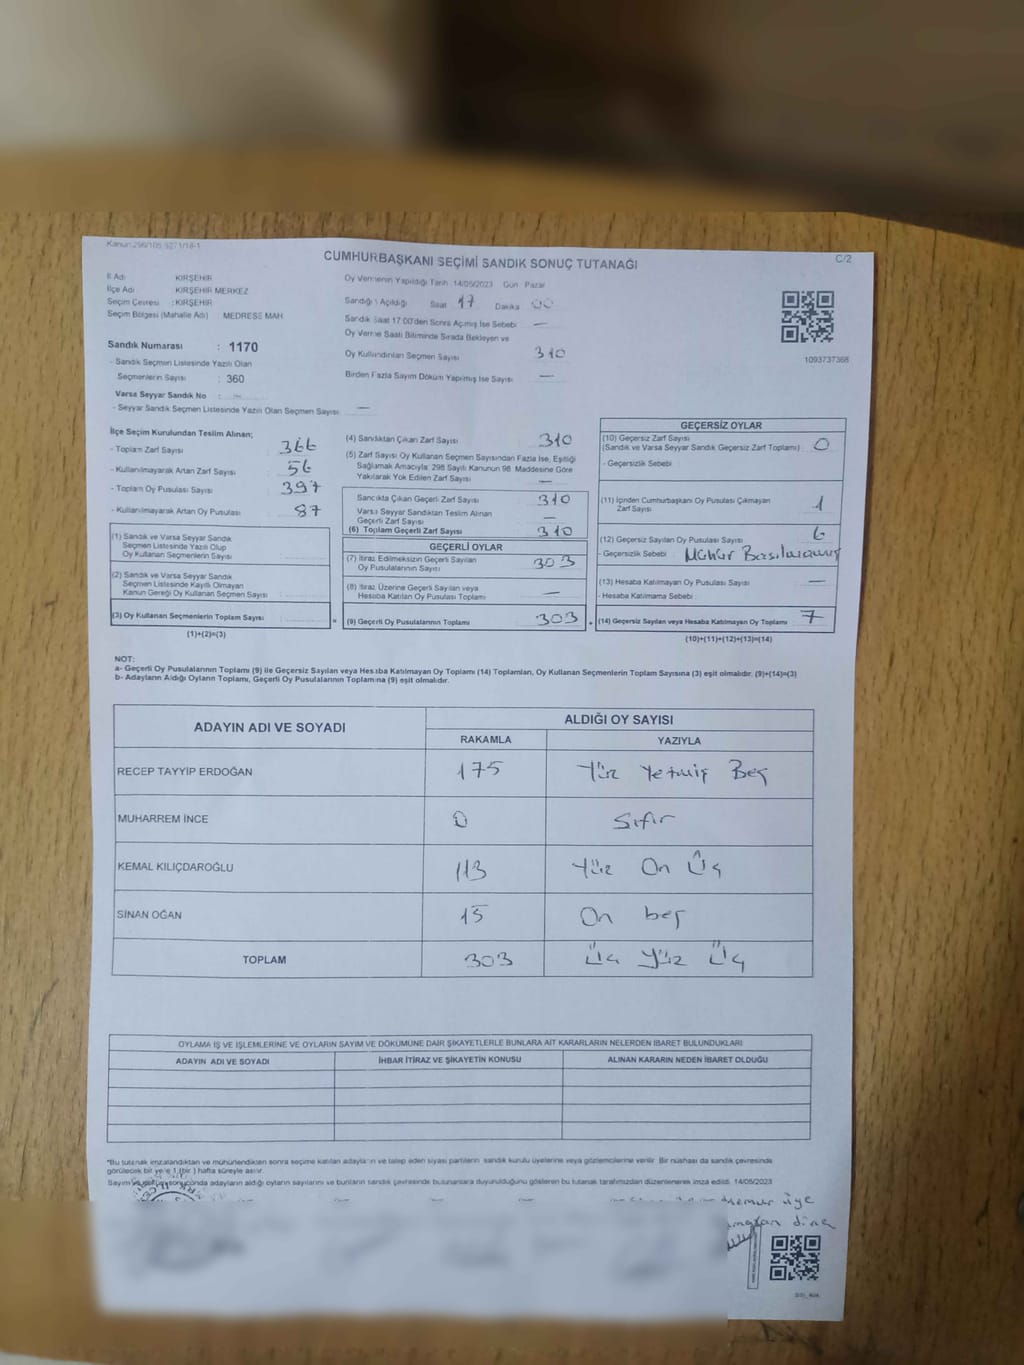 Kanun:298/105,6271/18-1
C/2
CUMHURBAŞKANI SEÇİMİ SANDIK SONUÇ TUTANAĞI
İl Adı KIRŞEHİR
İlçe Adı KIRŞEHİR MERKEZ
Seçim Çevresi : KIRŞEHİR
Seçim Bölgesi (Mahalle Adı) MEDRESE MAH.
Sandık Numarası : 1170
- Sandık Seçmen Listesinde Yazılı Olan
Seçmenlerin Sayısı : 360
Varsa Seyyar Sandık No :
- Seyyar Sandık Seçmen Listesinde Yazılı Olan Seçmen Sayısı —
Oy Vermenin Yapıldığı Tarih 14/05/2023 Gün Pazar
Sandığın Açıldığı Saat 17 Dakika 00
Sandık Saat 17:00'den Sonra Açılmış İse Sebebi —
Oy Verme Saati Bitiminde Sırada Bekleyen ve
Oy Kullandırılan Seçmen Sayısı 310
Birden Fazla Sayım Döküm Yapılmış İse Sayısı —
1093737368
İlçe Seçim Kurulundan Teslim Alınan;
- Toplam Zarf Sayısı 366
- Kullanılmayarak Artan Zarf Sayısı 56
- Toplam Oy Pusulası Sayısı 397
- Kullanılmayarak Artan Oy Pusulası 87
(1) Sandık ve Varsa Seyyar Sandık
Seçmen Listesinde Yazılı Olup
Oy Kullanan Seçmenlerin Sayısı
(2) Sandık ve Varsa Seyyar Sandık
Seçmen Listesinde Kayıtlı Olmayan
Kanun Gereği Oy Kullanan Seçmen Sayısı :
(3) Oy Kullanan Seçmenlerin Toplam Sayısı
(1)+(2)=(3)
(4) Sandıktan Çıkan Zarf Sayısı 310
(5) Zarf Sayısı Oy Kullanan Seçmen Sayısından Fazla İse, Eşitliği
Sağlamak Amacıyla; 298 Sayılı Kanunun 98. Maddesine Göre
Yakılarak Yok Edilen Zarf Sayısı —
Sandıkta Çıkan Geçerli Zarf Sayısı 310
Varsa Seyyar Sandıktan Teslim Alınan
Geçerli Zarf Sayısı —
(6) Toplam Geçerli Zarf Sayısı 310
GEÇERLİ OYLAR
(7) İtiraz Edilmeksizin Geçerli Sayılan
Oy Pusulalarının Sayısı 303
(8) İtiraz Üzerine Geçerli Sayılan veya
Hesaba Katılan Oy Pusulası Toplamı —
= (9) Geçerli Oy Pusulalarının Toplamı 303
GEÇERSİZ OYLAR
(10) Geçersiz Zarf Sayısı
(Sandık ve Varsa Seyyar Sandık Geçersiz Zarf Toplamı) : 0
- Geçersizlik Sebebi :
(11) İçinden Cumhurbaşkanı Oy Pusulası Çıkmayan
Zarf Sayısı 1
(12) Geçersiz Sayılan Oy Pusulası Sayısı 6
- Geçersizlik Sebebi : Mühür Basılmamış
(13) Hesaba Katılmayan Oy Pusulası Sayısı —
- Hesaba Katılmama Sebebi :
+ (14) Geçersiz Sayılan veya Hesaba Katılmayan Oy Toplamı 7
(10)+(11)+(12)+(13)=(14)
NOT:
a- Geçerli Oy Pusulalarının Toplamı (9) ile Geçersiz Sayılan veya Hesaba Katılmayan Oy Toplamı (14) Toplamları, Oy Kullanan Seçmenlerin Toplam Sayısına (3) eşit olmalıdır. (9)+(14)=(3)
b- Adayların Aldığı Oyların Toplamı, Geçerli Oy Pusulalarının Toplamına (9) eşit olmalıdır.
ADAYIN ADI VE SOYADI ALDIĞI OY SAYISI
RAKAMLA YAZIYLA
RECEP TAYYİP ERDOĞAN 175 Yüz Yetmiş Beş
MUHARREM İNCE 0 Sıfır
KEMAL KILIÇDAROĞLU 113 Yüz On Üç
SİNAN OĞAN 15 On beş
TOPLAM 303 Üç Yüz Üç
OYLAMA İŞ VE İŞLEMLERİNE VE OYLARIN SAYIM VE DÖKÜMÜNE DAİR ŞİKAYETLERLE BUNLARA AİT KARARLARIN NELERDEN İBARET BULUNDUKLARI
ADAYIN ADI VE SOYADI İHBAR İTİRAZ VE ŞİKAYETİN KONUSU ALINAN KARARIN NEDEN İBARET OLDUĞU
*Bu tutanak imzalandıktan ve mühürlendikten sonra seçime katılan adayların ve talep eden siyasi partilerin sandık kurulu üyelerine veya gözlemcilerine verilir. Bir nüshası da sandık çevresinde
görülecek bir yere 1 (bir ) hafta süreyle asılır.
Sayım ve döküm sonucunda adayların aldığı oyların sayılarını ve bunların sandık çevresinde bulunanlara duyurulduğunu gösteren bu tutanak tarafımızdan düzenlenerek imza edildi. 14/05/2023
Memur üye